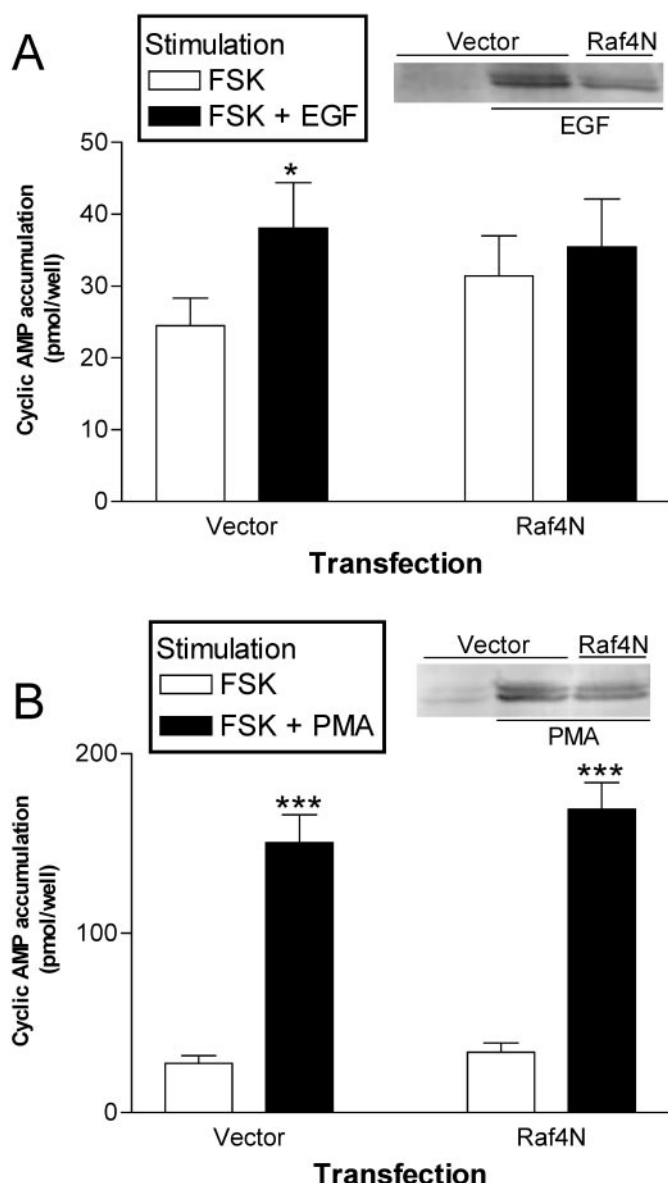 A
Stimulation
FSK
FSK + EGF
Vector Raf4N
EGF
Cyclic AMP accumulation
(pmol/well)
50
40
30
20
10
0
*
Vector Raf4N
Transfection
B
Stimulation
FSK
FSK + PMA
Vector Raf4N
PMA
Cyclic AMP accumulation
(pmol/well)
200
100
0
*** ***
Vector Raf4N
Transfection